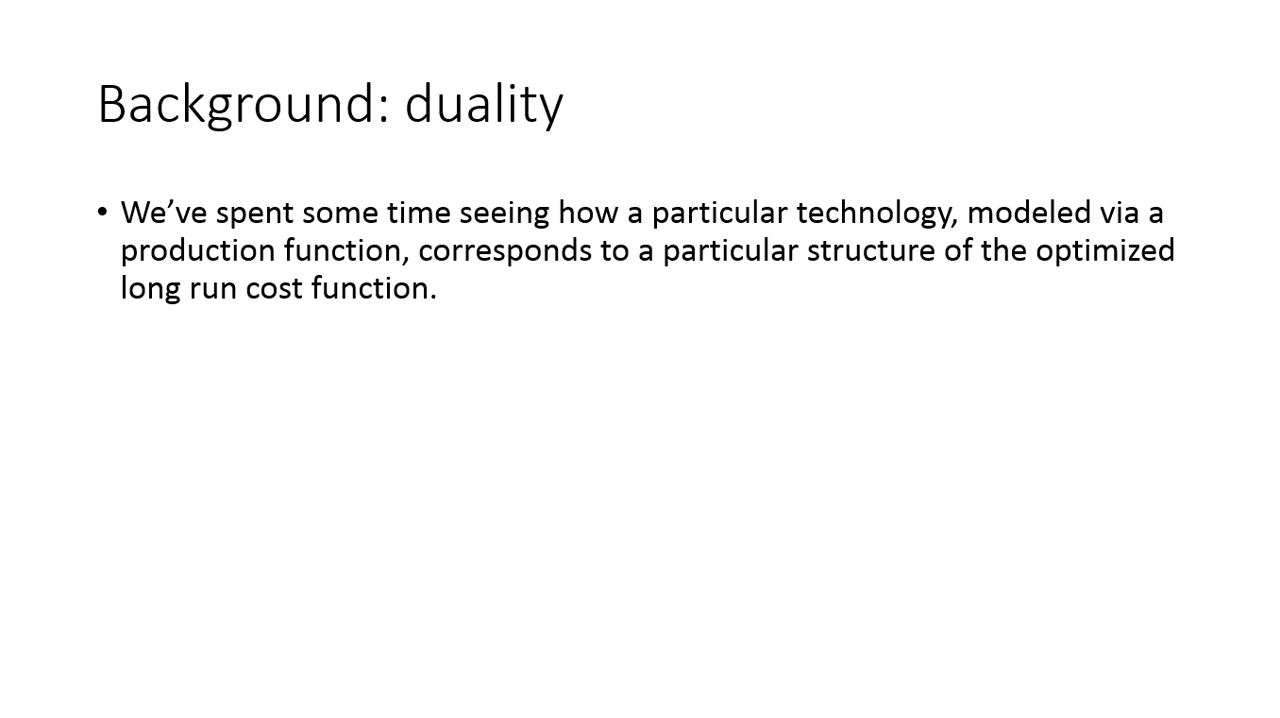 Background: duality
• We’ve spent some time seeing how a particular technology, modeled via a
production function, corresponds to a particular structure of the optimized
long run cost function.